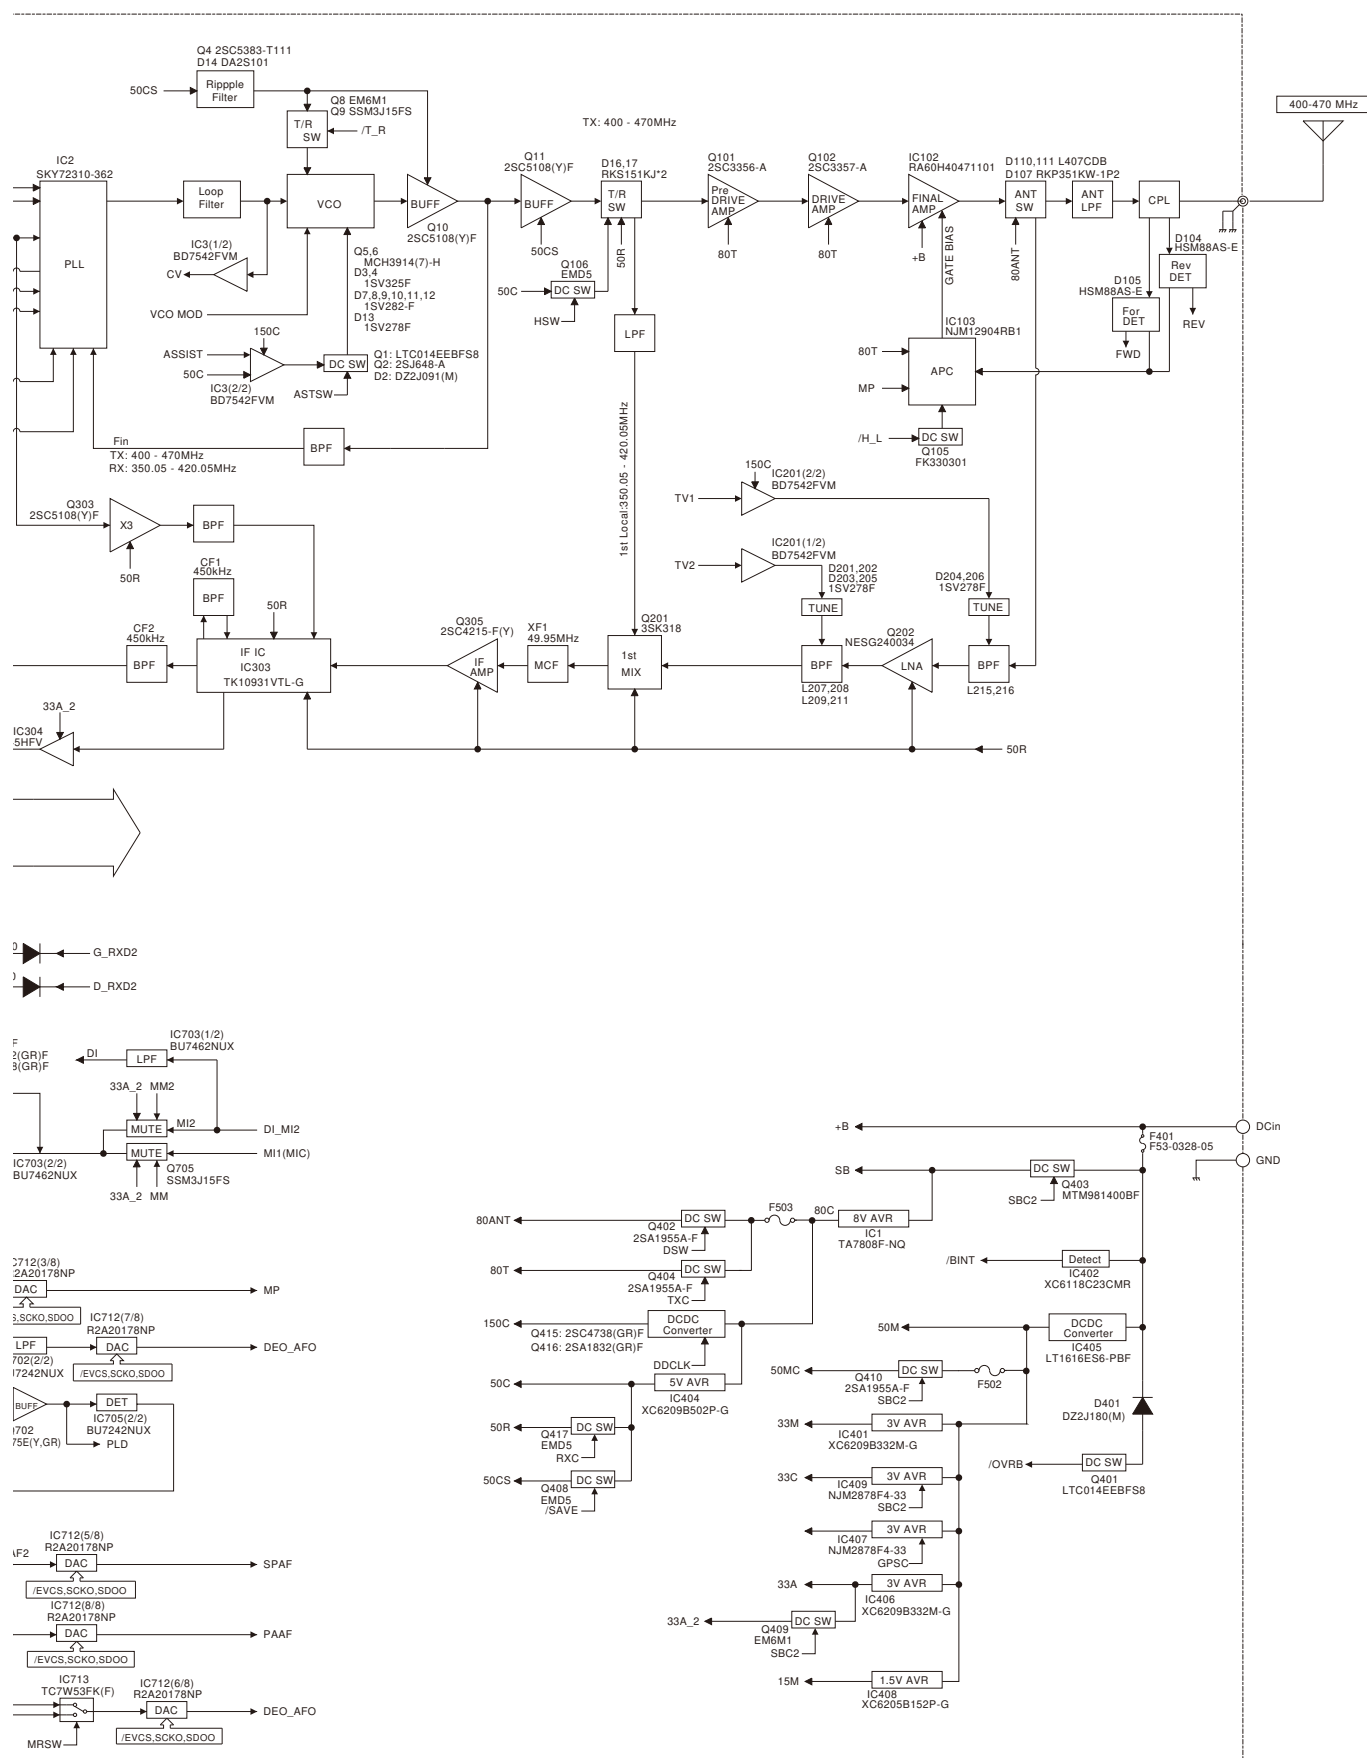 Q4 2SC5383-T111
D14 DA2S101
50CS
Rippple
Filter
Q8 EM6M1
Q9 SSM3J15FS
T/R
SW
/T_R
TX: 400 - 470MHz
400-470 MHz
IC2
SKY72310-362
PLL
Loop
Filter
VCO
BUFF
Q10
2SC5108(Y)F
Q11
2SC5108(Y)F
BUFF
50CS
D16,17
RKS151KJ*2
T/R
SW
50R
Q101
2SC3356-A
Pre
DRIVE
AMP
80T
Q102
2SC3357-A
DRIVE
AMP
80T
IC102
RA60H40471101
FINAL
AMP
+B
GATE BIAS
D110,111 L407CDB
D107 RKP351KW-1P2
ANT
SW
80ANT
ANT
LPF
CPL
D104
HSM88AS-E
Rev
DET
REV
D105
HSM88AS-E
For
DET
FWD
IC3(1/2)
BD7542FVM
CV
Q5,6
MCH3914(7)-H
D3,4
1SV325F
D7,8,9,10,11,12
1SV282-F
D13
1SV278F
VCO MOD
Q106
EMD5
50C
DC SW
HSW
LPF
150C
ASSIST
50C
IC3(2/2)
BD7542FVM
DC SW
ASTSW
Q1: LTC014EEBFS8
Q2: 2SJ648-A
D2: DZ2J091(M)
IC103
NJM12904RB1
80T
MP
APC
/H_L
DC SW
Q105
FK330301
Fin
TX: 400 - 470MHz
RX: 350.05 - 420.05MHz
BPF
1st Local:350.05 - 420.05MHz
150C
IC201(2/2)
BD7542FVM
TV1
IC201(1/2)
BD7542FVM
TV2
Q303
2SC5108(Y)F
X3
50R
BPF
CF1
450kHz
BPF
50R
CF2
450kHz
BPF
IF IC
IC303
TK10931VTL-G
Q305
2SC4215-F(Y)
IF
AMP
XF1
49.95MHz
MCF
Q201
3SK318
1st
MIX
D201,202
D203,205
1SV278F
TUNE
BPF
L207,208
L209,211
Q202
NESG240034
LNA
D204,206
1SV278F
TUNE
BPF
L215,216
33A_2
IC304
5HFV
50R
G_RXD2
D_RXD2
F
2(GR)F
8(GR)F
DI
LPF
IC703(1/2)
BU7462NUX
33A_2 MM2
MUTE
MI2
DI_MI2
MUTE
MI1(MIC)
IC703(2/2)
BU7462NUX
Q705
SSM3J15FS
33A_2 MM
+B
DCin
F401
F53-0328-05
GND
SB
DC SW
Q403
MTM981400BF
SBC2
80ANT
DC SW
Q402
2SA1955A-F
DSW
F503
80C
8V AVR
IC1
TA7808F-NQ
80T
DC SW
Q404
2SA1955A-F
TXC
/BINT
Detect
IC402
XC6118C23CMR
150C
Q415: 2SC4738(GR)F
Q416: 2SA1832(GR)F
DCDC
Converter
DDCLK
50M
DCDC
Converter
IC405
LT1616ES6-PBF
50C
5V AVR
IC404
XC6209B502P-G
50MC
DC SW
Q410
2SA1955A-F
SBC2
F502
D401
DZ2J180(M)
50R
DC SW
Q417
EMD5
RXC
33M
3V AVR
IC401
XC6209B332M-G
/OVRB
DC SW
Q401
LTC014EEBFS8
50CS
DC SW
Q408
EMD5
/SAVE
33C
3V AVR
IC409
NJM2878F4-33
SBC2
3V AVR
IC407
NJM2878F4-33
GPSC
33A
3V AVR
IC406
XC6209B332M-G
33A_2
DC SW
Q409
EM6M1
SBC2
15M
1.5V AVR
IC408
XC6205B152P-G
IC712(3/8)
R2A20178NP
DAC
MP
S,SCKO,SDOO
IC712(7/8)
R2A20178NP
LPF
DAC
DEO_AFO
702(2/2)
U7242NUX
/EVCS,SCKO,SDOO
BUFF
DET
IC705(2/2)
BU7242NUX
Q702
75E(Y,GR)
PLD
IC712(5/8)
R2A20178NP
AF2
DAC
SPAF
/EVCS,SCKO,SDOO
IC712(8/8)
R2A20178NP
DAC
PAAF
/EVCS,SCKO,SDOO
IC713
TC7W53FK(F)
IC712(6/8)
R2A20178NP
DAC
DEO_AFO
/EVCS,SCKO,SDOO
MRSW